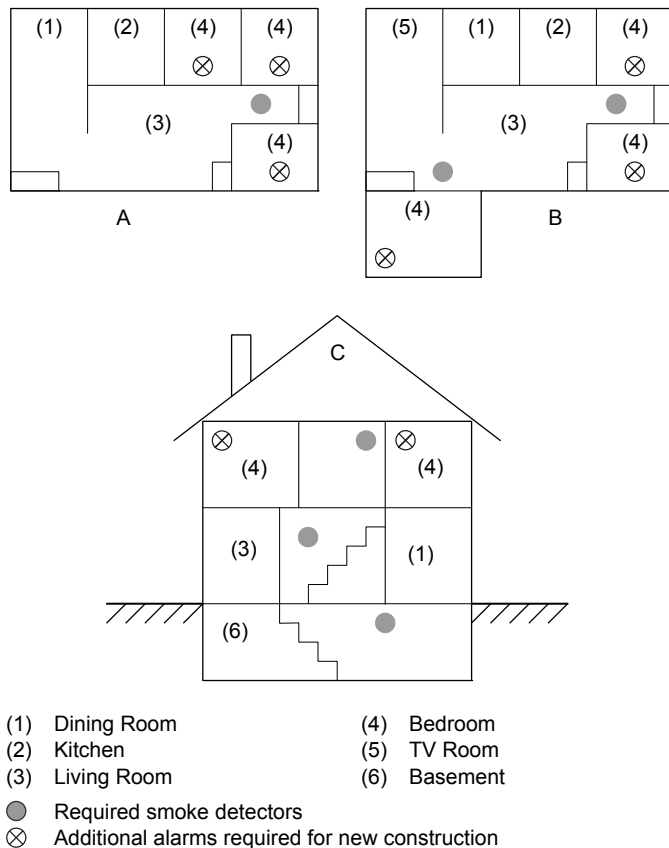 (1) (2) (4) (4)
(3)
(4)
A
(5) (1) (2) (4)
(3)
(4)
(4)
B
C
(4) (4)
(3) (1)
(6)
(1) Dining Room
(2) Kitchen
(3) Living Room
(4) Bedroom
(5) TV Room
(6) Basement
Required smoke detectors
Additional alarms required for new construction